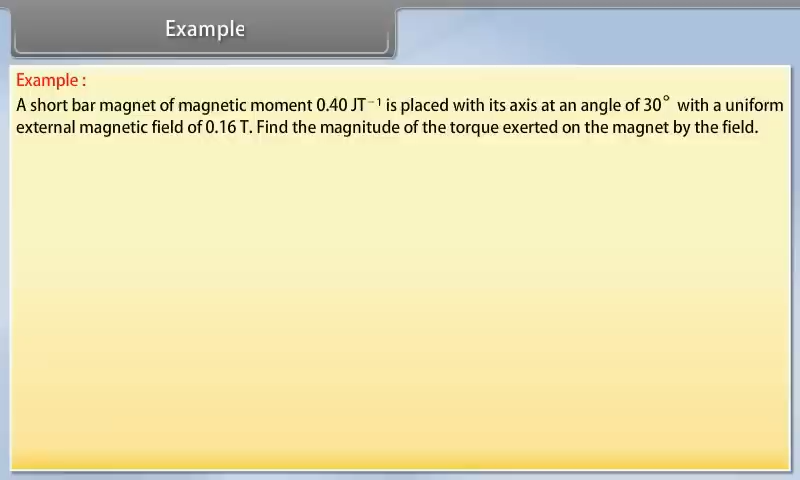 Example
Example :
A short bar magnet of magnetic moment 0.40 JT⁻¹ is placed with its axis at an angle of 30° with a uniform
external magnetic field of 0.16 T. Find the magnitude of the torque exerted on the magnet by the field.